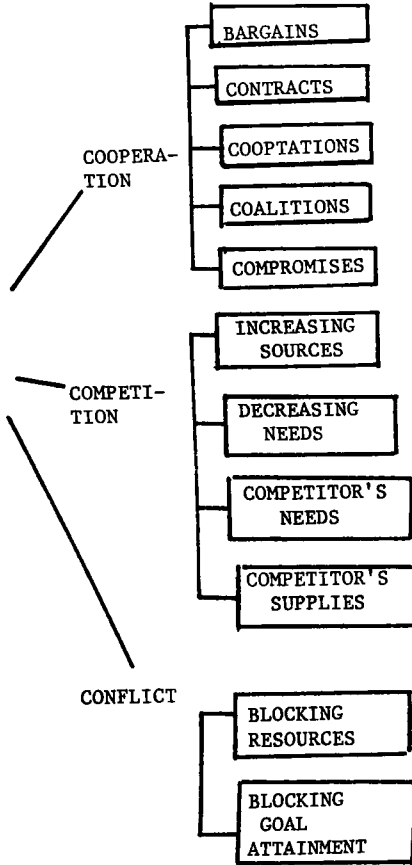 BARGAINS
CONTRACTS
COOPERA-
TION
COOPTATIONS
COALITIONS
COMPROMISES
INCREASING
SOURCES
COMPETI-
TION
DECREASING
NEEDS
COMPETITOR'S
NEEDS
COMPETITOR'S
SUPPLIES
CONFLICT
BLOCKING
RESOURCES
BLOCKING
GOAL
ATTAINMENT